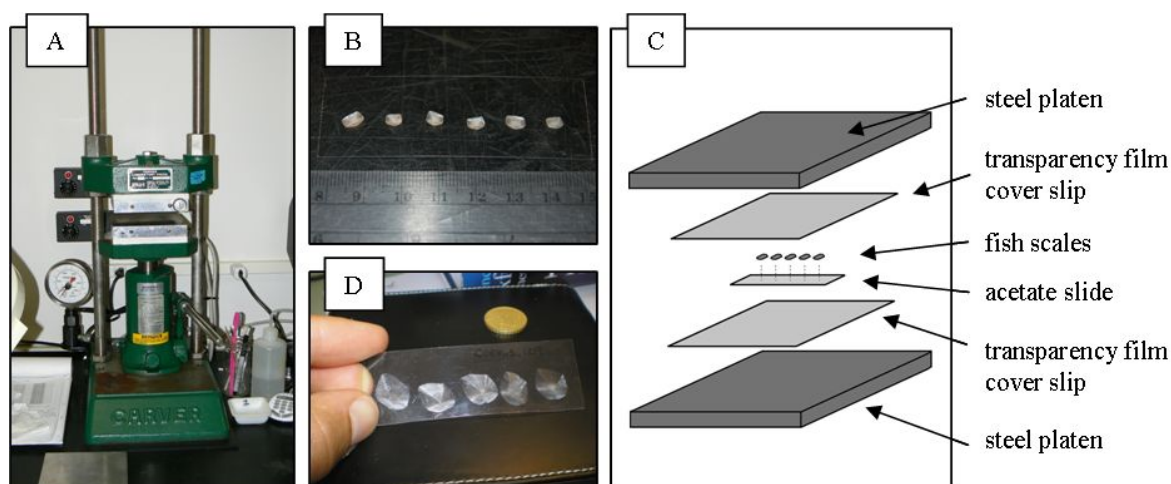 A
CARVER
B
8 9 10 11 12 13 14 15
D
C
steel platen
transparency film
cover slip
fish scales
acetate slide
transparency film
cover slip
steel platen